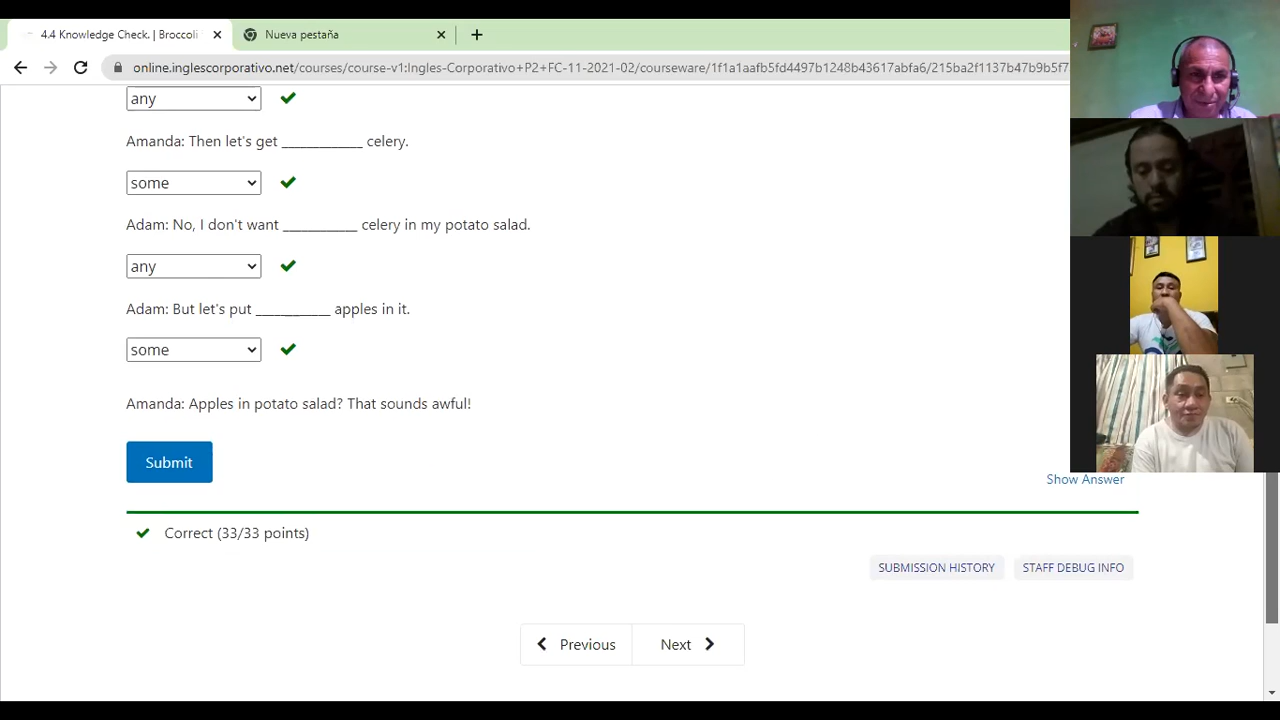 4.4 Knowledge Check. | Broccoli
Nueva pestaña
online.inglescorporativo.net/courses/course-v1:Ingles-Corporativo+P2+FC-11-2021-02/courseware/1f1a1aafb5fd4497b1248b43617abfa6/215ba2f1137b47b9b5f7
any
Amanda: Then let's get ____________ celery.
some
Adam: No, I don't want ___________ celery in my potato salad.
any
Adam: But let's put ___________ apples in it.
some
Amanda: Apples in potato salad? That sounds awful!
Submit
Show Answer
Correct (33/33 points)
SUBMISSION HISTORY
STAFF DEBUG INFO
Previous
Next